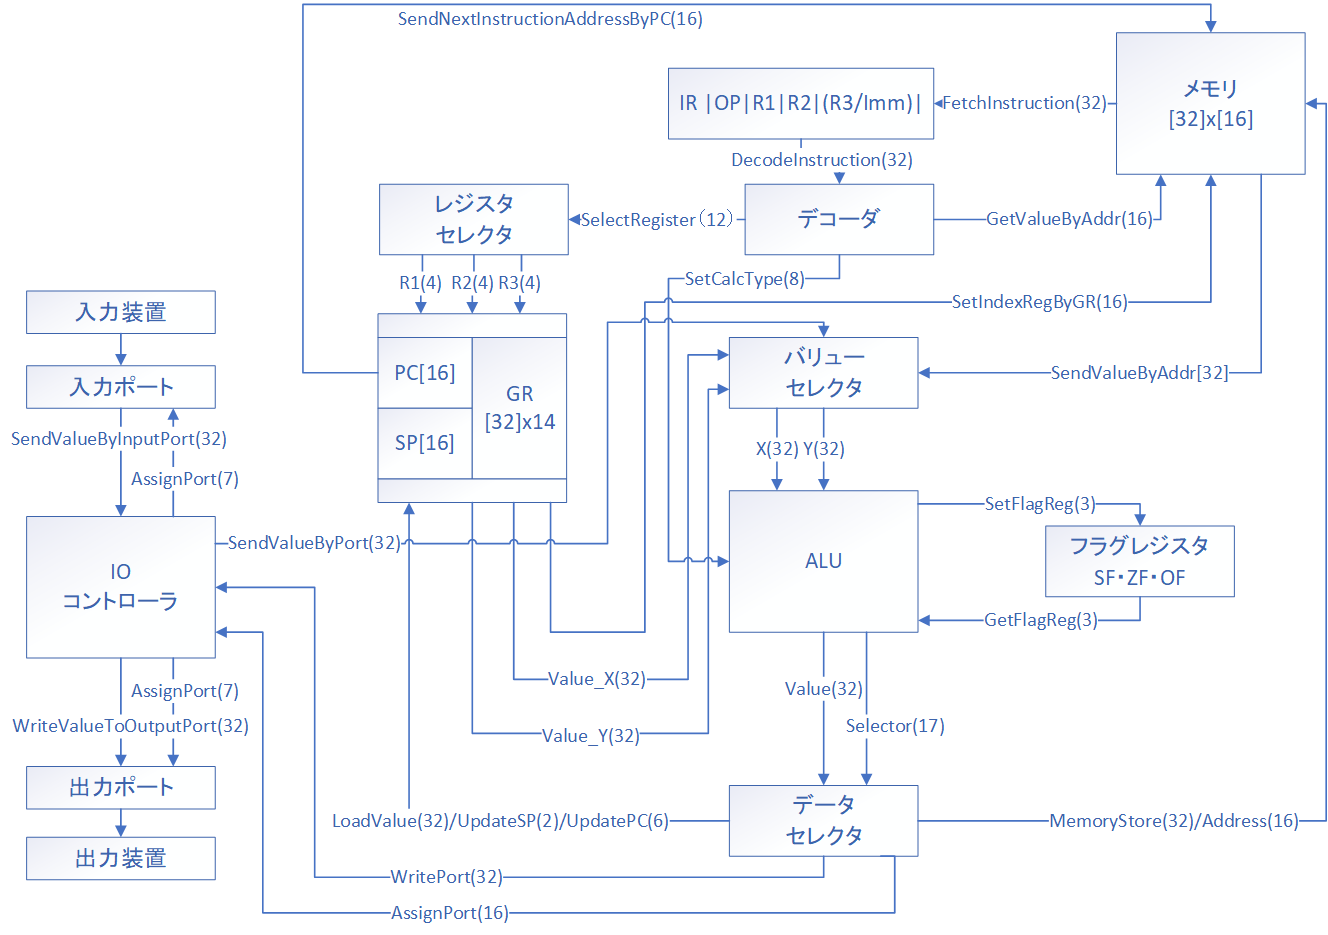 SendNextInstructionAddressByPC(16)
メモリ
[32]x[16]
IR |OP|R1|R2|(R3/Imm)|
FetchInstruction(32)
DecodeInstruction(32)
レジスタ
セレクタ
SelectRegister（12）
デコーダ
GetValueByAddr(16)
R1(4)
R2(4)
R3(4)
SetCalcType(8)
SetIndexRegByGR(16)
入力装置
入力ポート
PC[16]
GR
[32]x14
SP[16]
バリュー
セレクタ
SendValueByAddr[32]
SendValueByInputPort(32)
AssignPort(7)
X(32)
Y(32)
IO
コントローラ
SendValueByPort(32)
ALU
SetFlagReg(3)
フラグレジスタ
SF・ZF・OF
GetFlagReg(3)
AssignPort(7)
WriteValueToOutputPort(32)
Value_X(32)
Value_Y(32)
Value(32)
Selector(17)
出力ポート
出力装置
データ
セレクタ
LoadValue(32)/UpdateSP(2)/UpdatePC(6)
MemoryStore(32)/Address(16)
WritePort(32)
AssignPort(16)